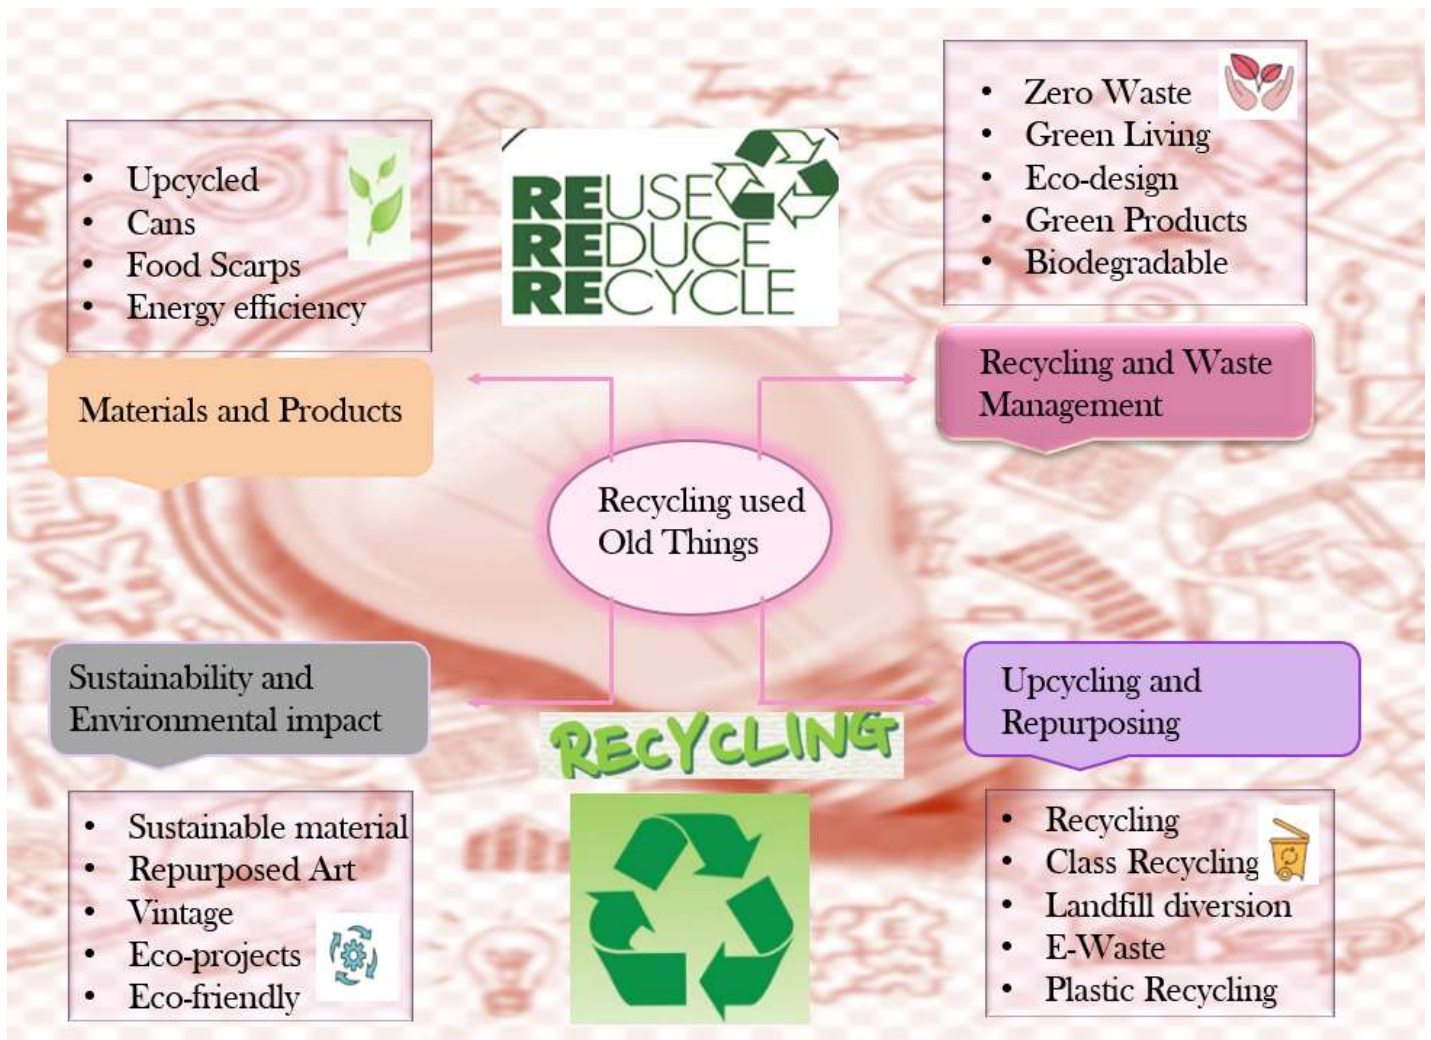 Target
Upcycled
Cans
Food Scarps
Energy efficiency
Materials and Products
REUSE
REDUCE
RECYCLE
Zero Waste
Green Living
Eco-design
Green Products
Biodegradable
Recycling and Waste
Management
Recycling used
Old Things
Sustainability and
Environmental impact
Sustainable material
Repurposed Art
Vintage
Eco-projects
Eco-friendly
RECYCLING
Upcycling and
Repurposing
Recycling
Class Recycling
Landfill diversion
E-Waste
Plastic Recycling